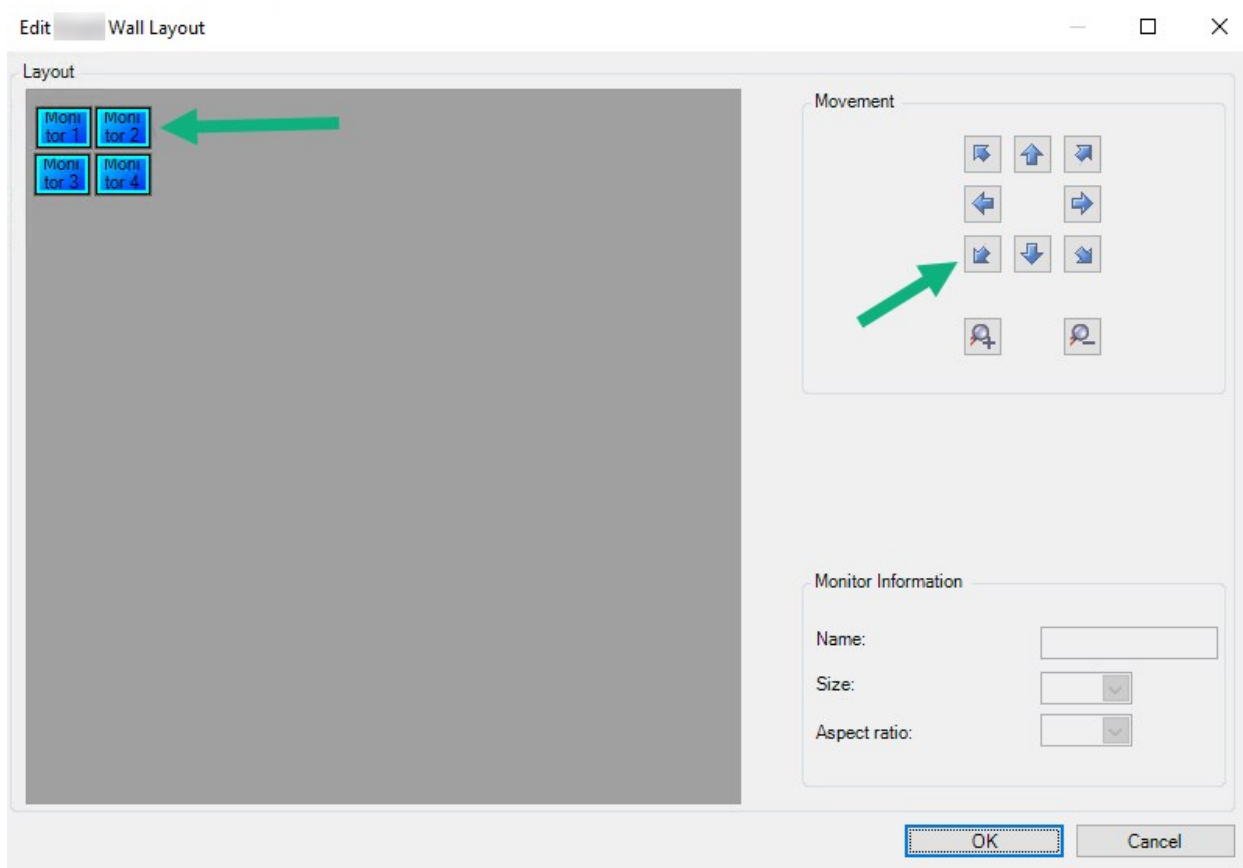 Edit Wall Layout
Layout
Movement
Moni
tor 1
Moni
tor 2
Moni
tor 3
Moni
tor 4
Monitor Information
Name:
Size:
Aspect ratio:
OK
Cancel